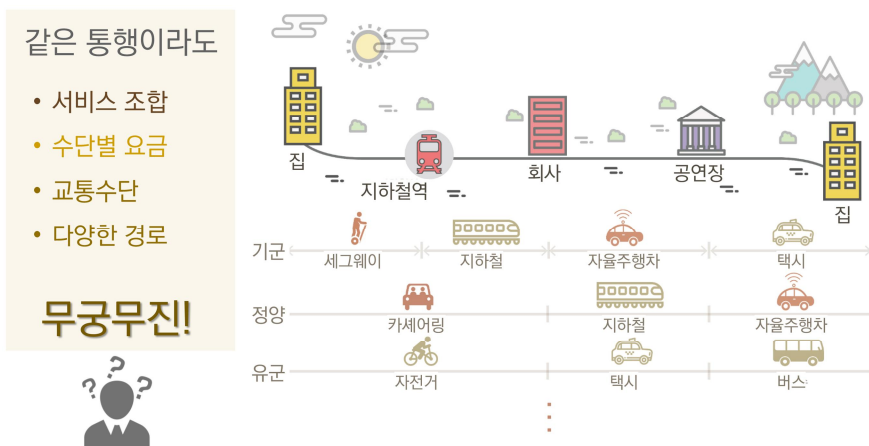 같은 통행이라도
• 서비스 조합
• 수단별 요금
• 교통수단
• 다양한 경로
무궁무진!
? ? ?
집
지하철역
회사
공연장
집
기군
세그웨이
지하철
자율주행차
택시
정양
카셰어링
지하철
자율주행차
유군
자전거
택시
버스